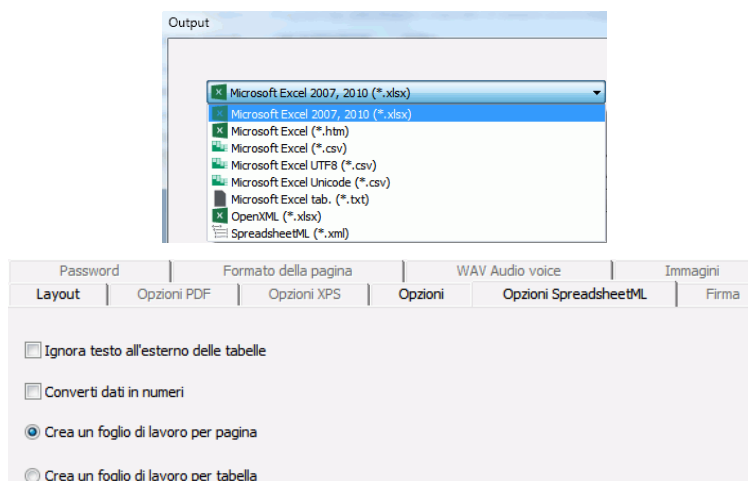 Output
Microsoft Excel 2007, 2010 (*.xlsx)
Microsoft Excel 2007, 2010 (*.xlsx)
Microsoft Excel (*.htm)
Microsoft Excel (*.csv)
Microsoft Excel UTF8 (*.csv)
Microsoft Excel Unicode (*.csv)
Microsoft Excel tab. (*.txt)
OpenXML (*.xlsx)
SpreadsheetML (*.xml)
Password Formato della pagina WAV Audio voice Immagini
Layout Opzioni PDF Opzioni XPS Opzioni Opzioni SpreadsheetML Firma
Ignora testo all'esterno delle tabelle
Converti dati in numeri
Crea un foglio di lavoro per pagina
Crea un foglio di lavoro per tabella